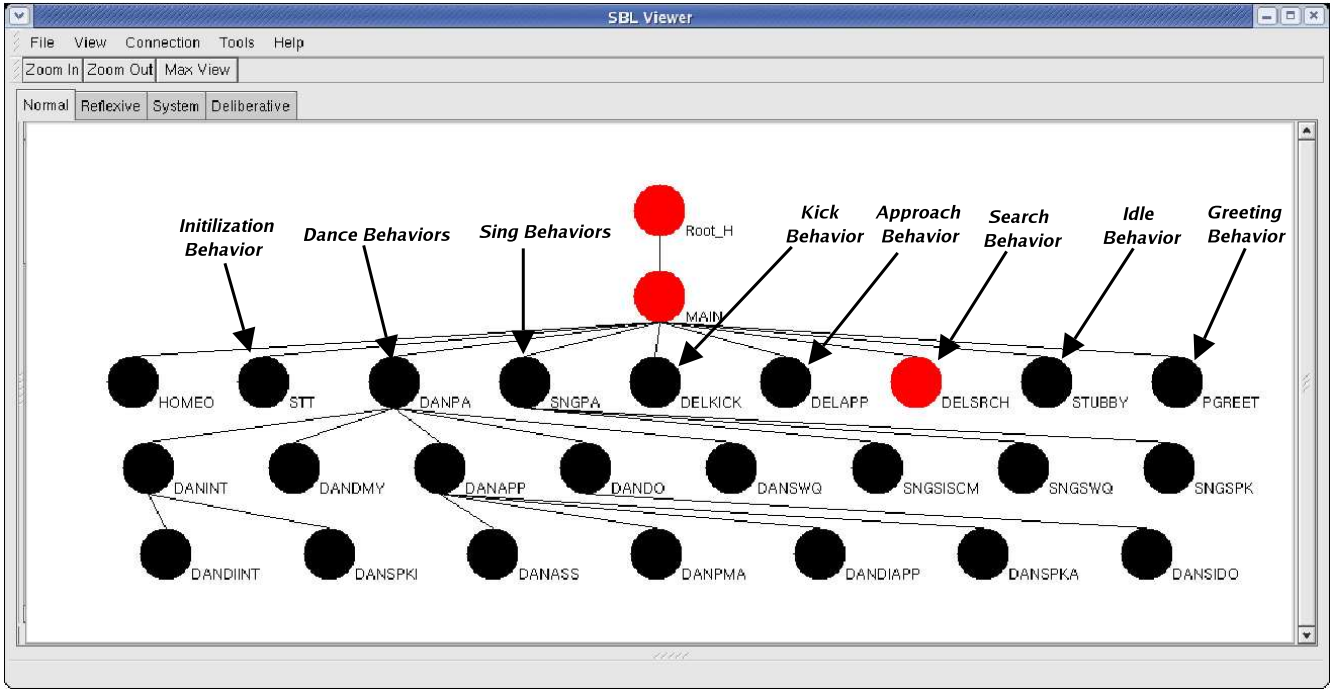 SBL Viewer
File View Connection Tools Help
Zoom In Zoom Out Max View
Normal Reflexive System Deliberative
Initilization
Behavior
Dance Behaviors
Sing Behaviors
Root_H
Kick
Behavior
Approach
Behavior
Search
Behavior
Idle
Behavior
Greeting
Behavior
MAIN
HOMEO STT DANPA SNGPA DELKICK DELAPP DELSRCH STUBBY PGREET
DANINT DANDMY DANAPP DANDO DANSWQ SNGSISCM SNGSWQ SNGSPK
DANDIINT DANSPKI DANASS DANPMA DANDIAPP DANSPKA DANSIDO